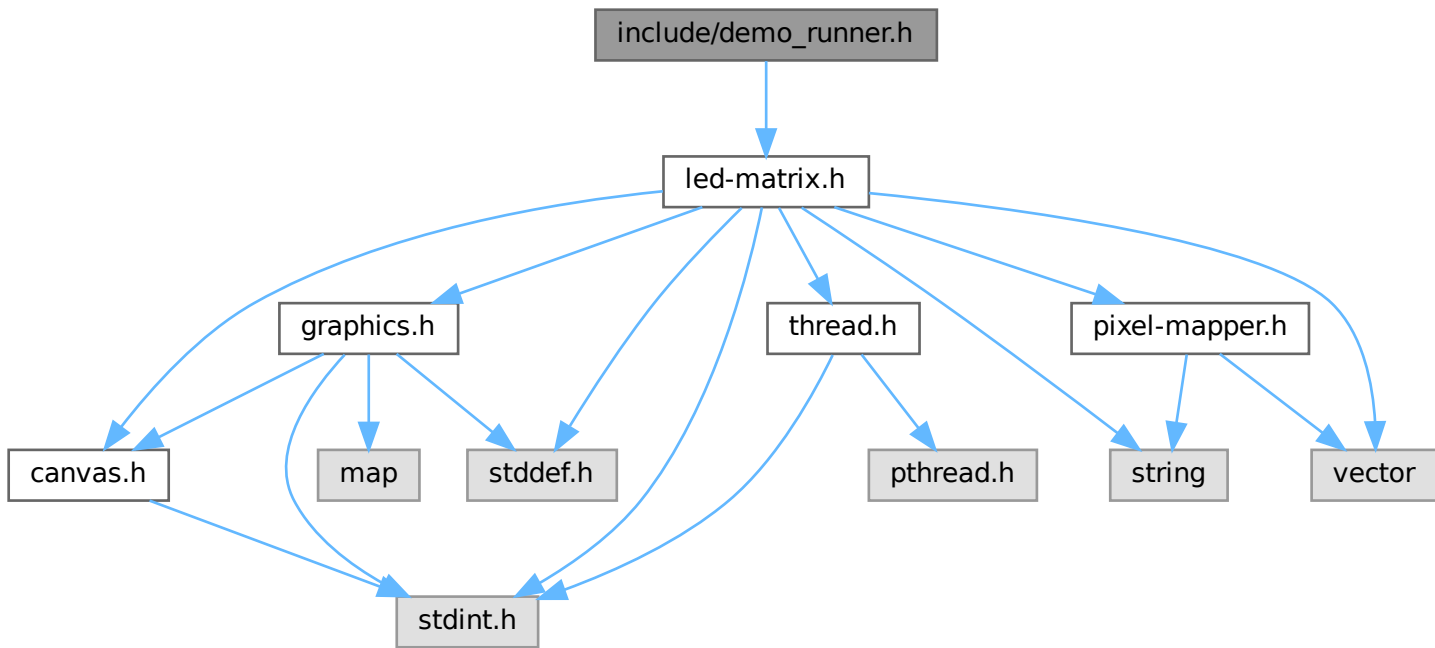 include/demo_runner.h
led-matrix.h
graphics.h
thread.h
pixel-mapper.h
canvas.h
map
stddef.h
pthread.h
string
vector
stdint.h